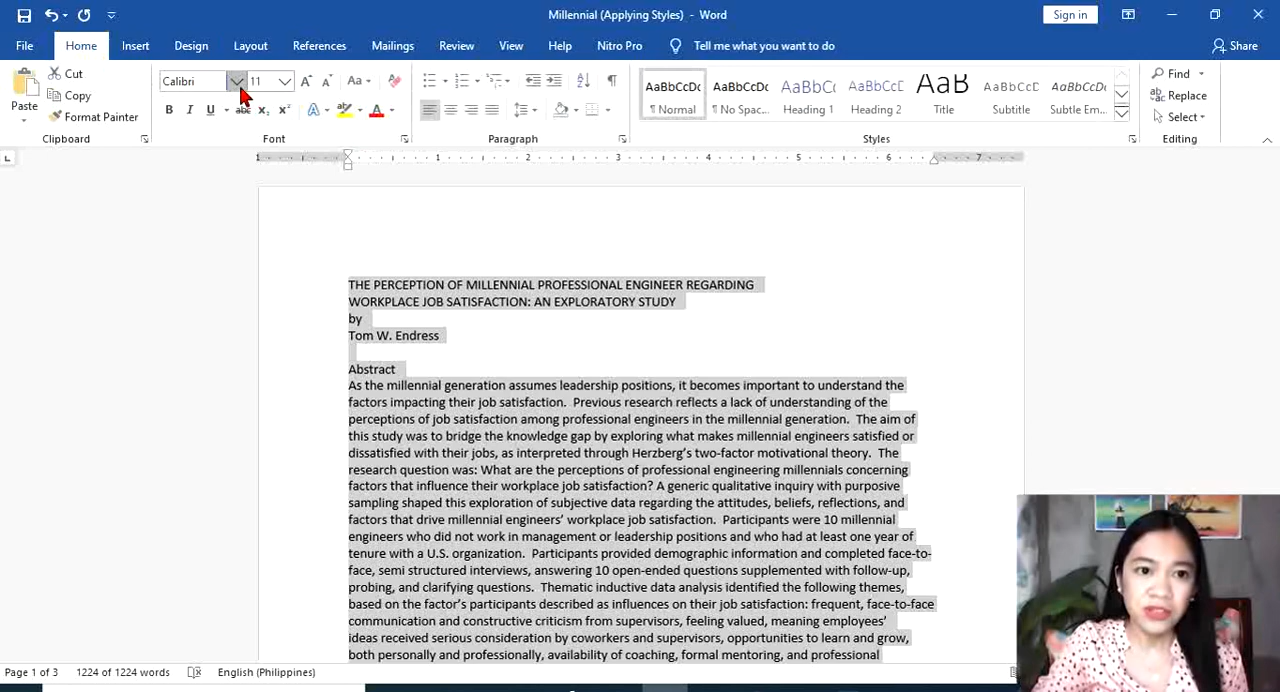 Millennial (Applying Styles) - Word
Sign in
File Home Insert Design Layout References Mailings Review View Help Nitro Pro Tell me what you want to do Share
Paste
Cut
Copy
Format Painter
Clipboard
Calibri 11
Aa
B I U abc x₂ x² A A
Font
Paragraph
AaBbCcDc AaBbCcDc AaBbCc AaBbCcD AaB AaBbCcD AaBbCcDc
¶ Normal ¶ No Spac... Heading 1 Heading 2 Title Subtitle Subtle Em...
Styles
Find
Replace
Select
Editing
1 1 2 3 4 5 6 7
THE PERCEPTION OF MILLENNIAL PROFESSIONAL ENGINEER REGARDING
WORKPLACE JOB SATISFACTION: AN EXPLORATORY STUDY
by
Tom W. Endress
Abstract
As the millennial generation assumes leadership positions, it becomes important to understand the
factors impacting their job satisfaction.  Previous research reflects a lack of understanding of the
perceptions of job satisfaction among professional engineers in the millennial generation.  The aim of
this study was to bridge the knowledge gap by exploring what makes millennial engineers satisfied or
dissatisfied with their jobs, as interpreted through Herzberg's two-factor motivational theory.  The
research question was: What are the perceptions of professional engineering millennials concerning
factors that influence their workplace job satisfaction? A generic qualitative inquiry with purposive
sampling shaped this exploration of subjective data regarding the attitudes, beliefs, reflections, and
factors that drive millennial engineers' workplace job satisfaction.  Participants were 10 millennial
engineers who did not work in management or leadership positions and who had at least one year of
tenure with a U.S. organization.  Participants provided demographic information and completed face-to-
face, semi structured interviews, answering 10 open-ended questions supplemented with follow-up,
probing, and clarifying questions.  Thematic inductive data analysis identified the following themes,
based on the factor's participants described as influences on their job satisfaction: frequent, face-to-face
communication and constructive criticism from supervisors, feeling valued, meaning employees'
ideas received serious consideration by coworkers and supervisors, opportunities to learn and grow,
both personally and professionally, availability of coaching, formal mentoring, and professional
Page 1 of 3 1224 of 1224 words English (Philippines)